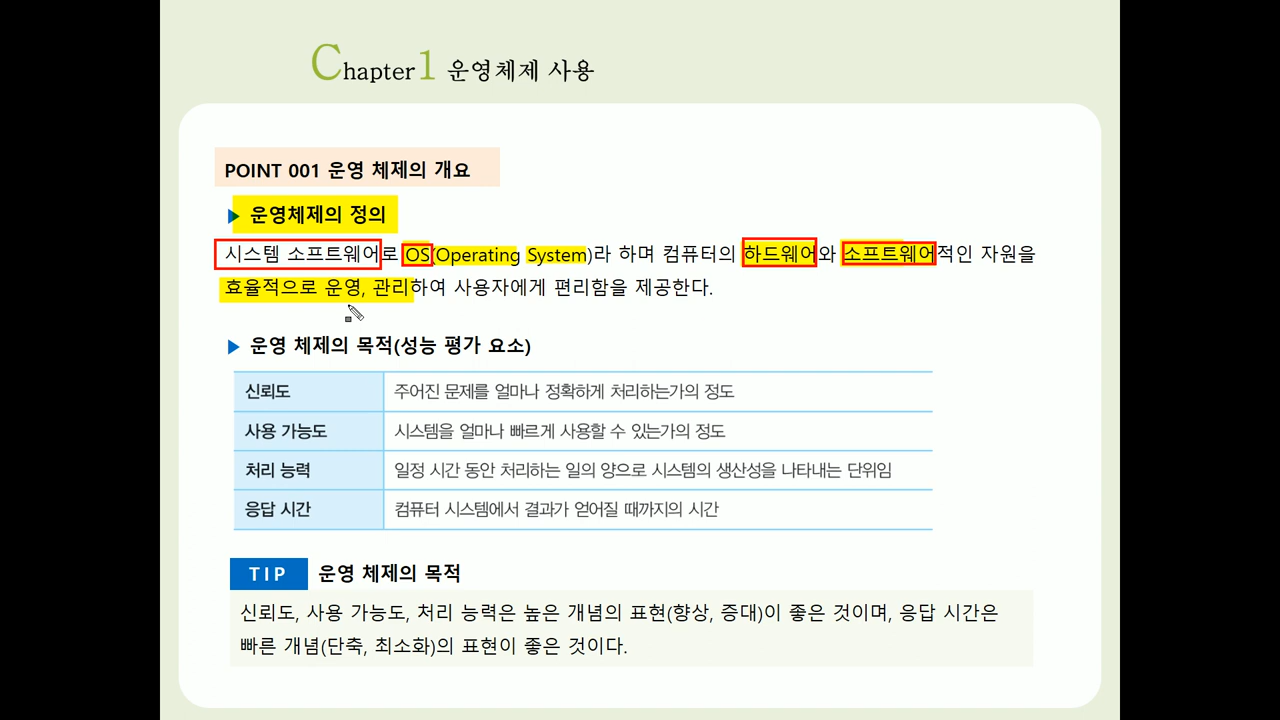 Chapter1 운영체제 사용
POINT 001 운영 체제의 개요
▶ 운영체제의 정의
시스템 소프트웨어로 OS(Operating System)라 하며 컴퓨터의 하드웨어와 소프트웨어적인 자원을
효율적으로 운영, 관리하여 사용자에게 편리함을 제공한다.
▶ 운영 체제의 목적(성능 평가 요소)
신뢰도 주어진 문제를 얼마나 정확하게 처리하는가의 정도
사용 가능도 시스템을 얼마나 빠르게 사용할 수 있는가의 정도
처리 능력 일정 시간 동안 처리하는 일의 양으로 시스템의 생산성을 나타내는 단위임
응답 시간 컴퓨터 시스템에서 결과가 얻어질 때까지의 시간
TIP 운영 체제의 목적
신뢰도, 사용 가능도, 처리 능력은 높은 개념의 표현(향상, 증대)이 좋은 것이며, 응답 시간은
빠른 개념(단축, 최소화)의 표현이 좋은 것이다.